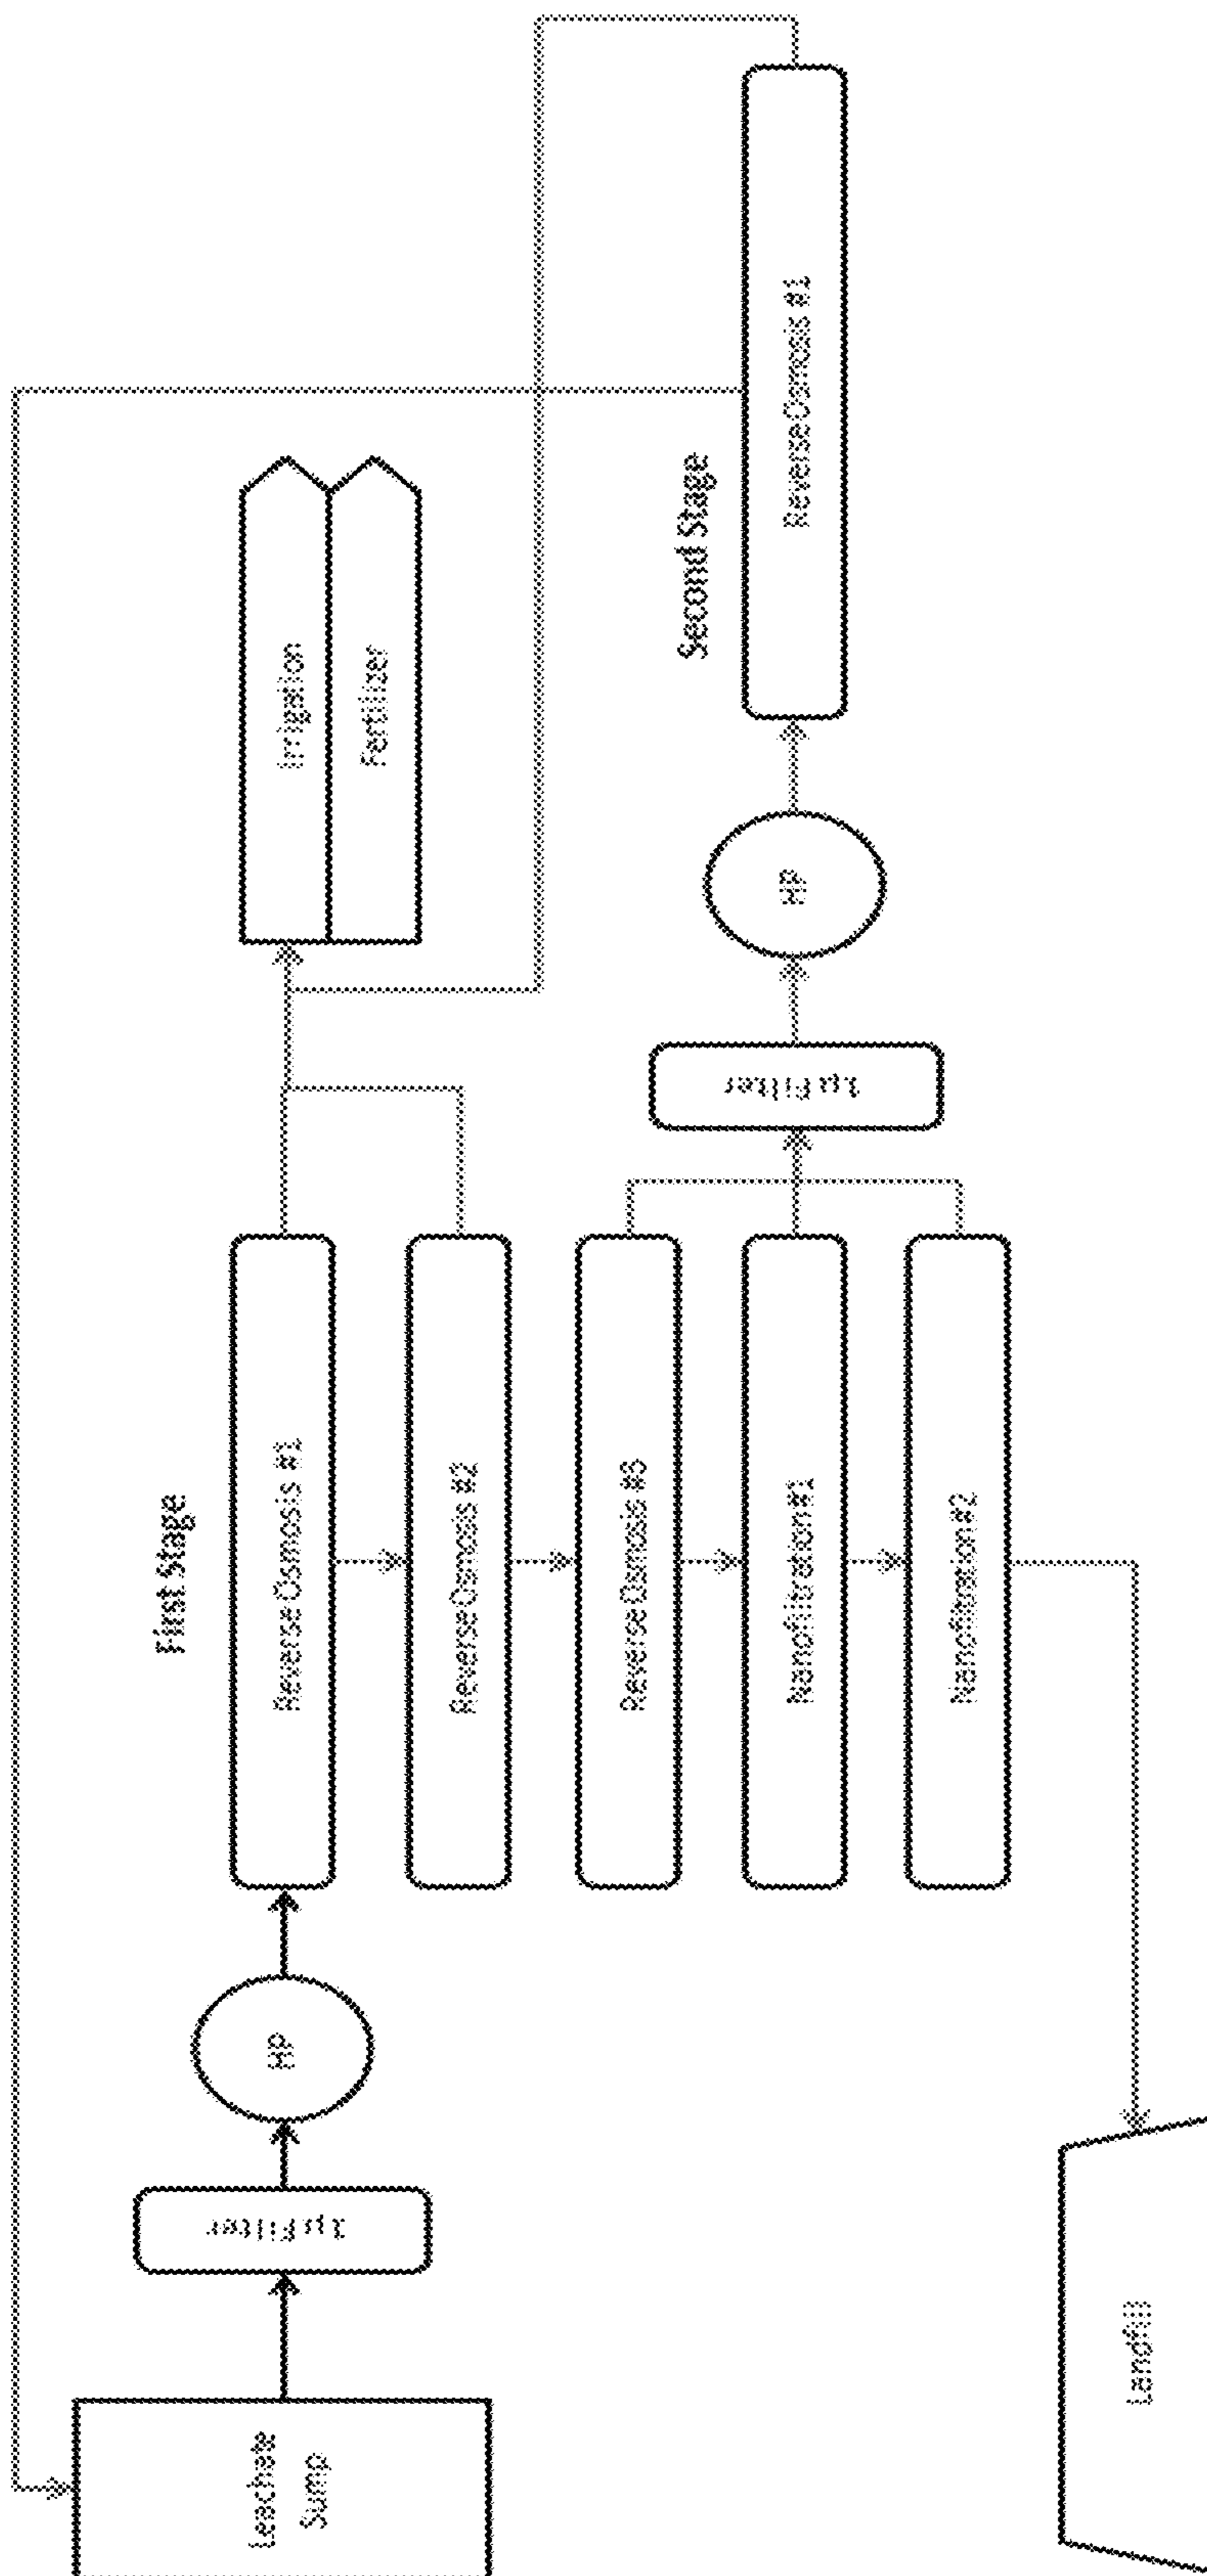 First Stage
Leachate
Sump
1µ Filter
HP
Reverse Osmosis #1
Irrigation
Fertilizer
Reverse Osmosis #2
Reverse Osmosis #3
Second Stage
Nanofiltration #1
1µ Filter
HP
Reverse Osmosis #1
Nanofiltration #2
Landfill